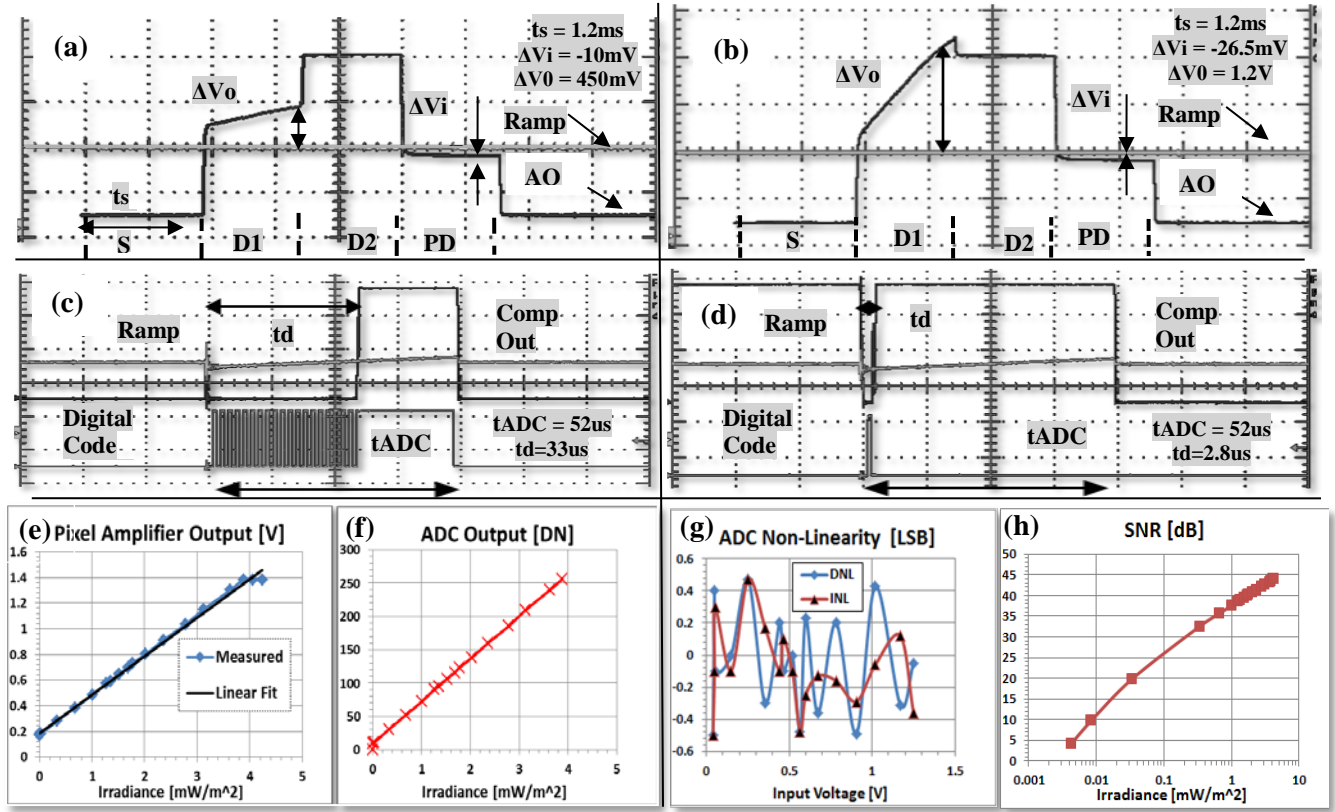 (a)
ts = 1.2ms
ΔVi = -10mV
ΔV0 = 450mV
ΔVo
ΔVi
Ramp
AO
ts
S
D1
D2
PD
(b)
ts = 1.2ms
ΔVi = -26.5mV
ΔV0 = 1.2V
ΔVo
ΔVi
Ramp
AO
S
D1
D2
PD
(c)
Ramp
td
Comp
Out
Digital
Code
tADC
tADC = 52us
td=33us
(d)
Ramp
td
Comp
Out
Digital
Code
tADC
tADC = 52us
td=2.8us
(e)
Pixel Amplifier Output [V]
1.6
1.4
1.2
1
0.8
0.6
0.4
0.2
0
Measured
Linear Fit
0 1 2 3 4 5
Irradiance [mW/m^2]
(f)
ADC Output [DN]
300
250
200
150
100
50
0
0 1 2 3 4 5
Irradiance [mW/m^2]
(g)
ADC Non-Linearity [LSB]
0.6
0.4
0.2
0
-0.2
-0.4
-0.6
DNL
INL
0 0.5 1 1.5
Input Voltage [V]
(h)
SNR [dB]
50
45
40
35
30
25
20
15
10
5
0
0.001 0.01 0.1 1 10
Irradiance [mW/m^2]